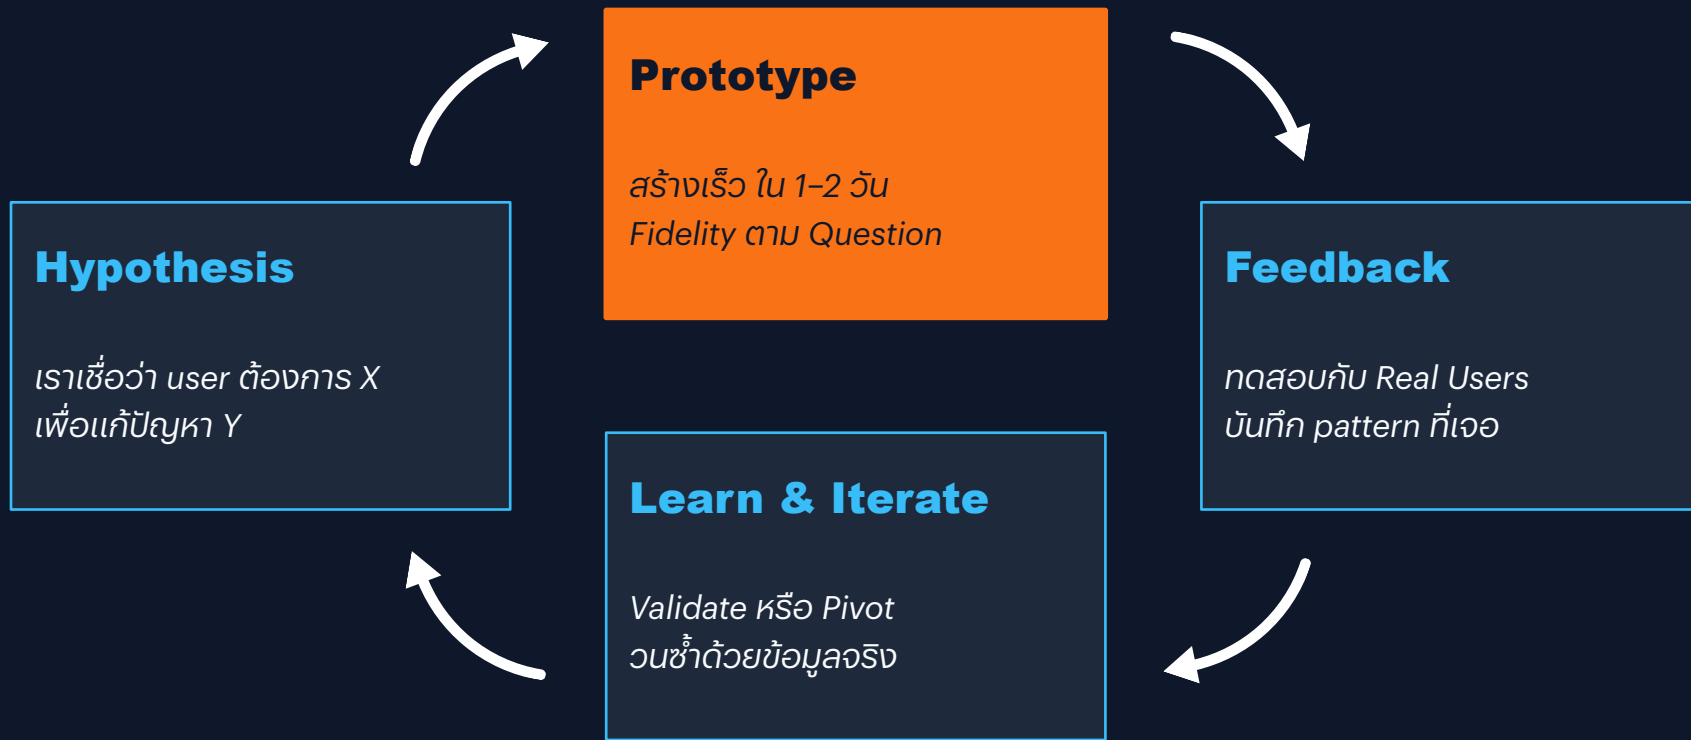 Prototype
สร้างเร็ว ใน 1–2 วัน
Fidelity ตาม Question
Hypothesis
เราเชื่อว่า user ต้องการ X
เพื่อแก้ปัญหา Y
Feedback
ทดสอบกับ Real Users
บันทึก pattern ที่เจอ
Learn & Iterate
Validate หรือ Pivot
วนซ้ำด้วยข้อมูลจริง